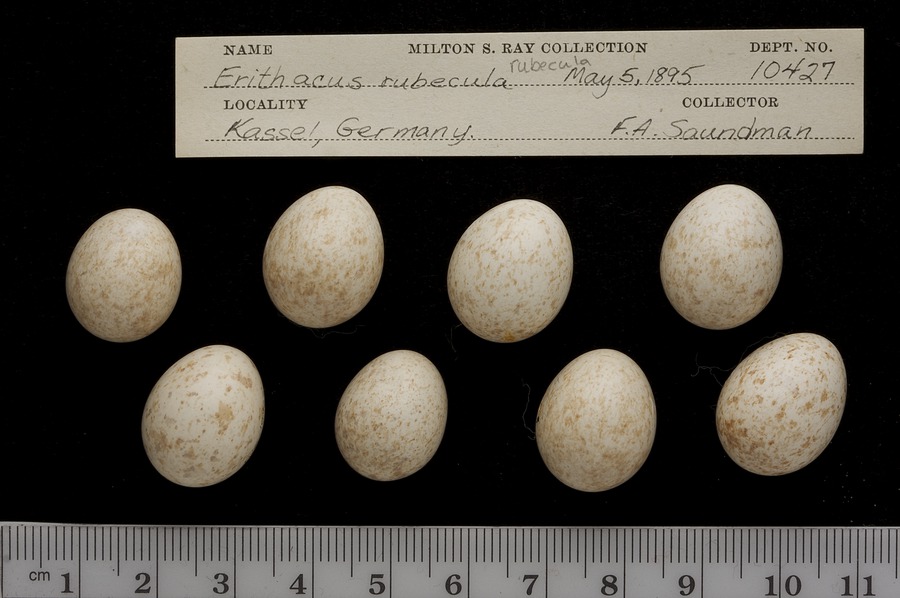 NAME MILTON S. RAY COLLECTION DEPT. NO.
Erithacus rubecula rubecula May 5, 1895 10427
LOCALITY COLLECTOR
Kassel, Germany. F.A. Saundman
cm 1 2 3 4 5 6 7 8 9 10 11